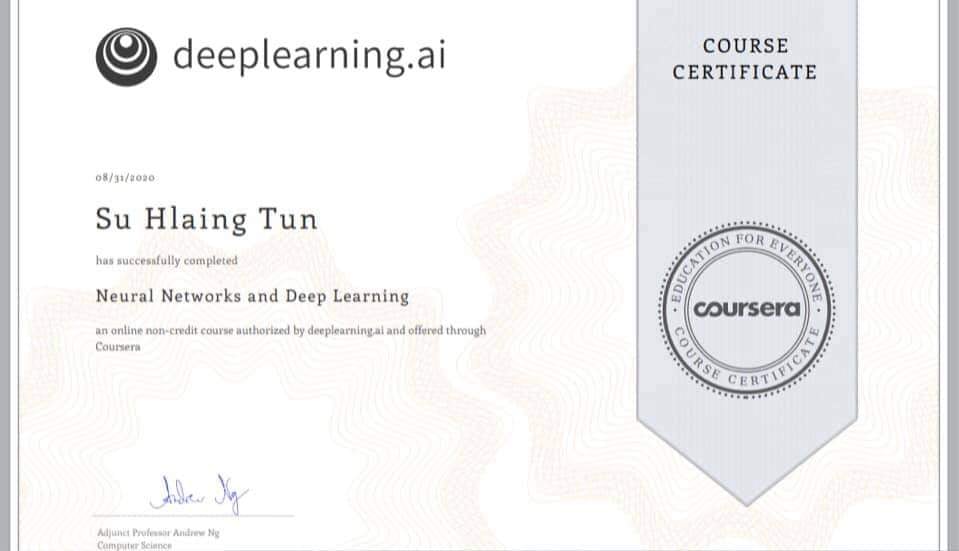 deeplearning.ai
COURSE
CERTIFICATE
08/31/2020
Su Hlaing Tun
has successfully completed
Neural Networks and Deep Learning
an online non-credit course authorized by deeplearning.ai and offered through
Coursera
EDUCATION FOR EVERYONE
coursera
COURSE CERTIFICATE
Andrew Ng
Adjunct Professor Andrew Ng
Computer Science